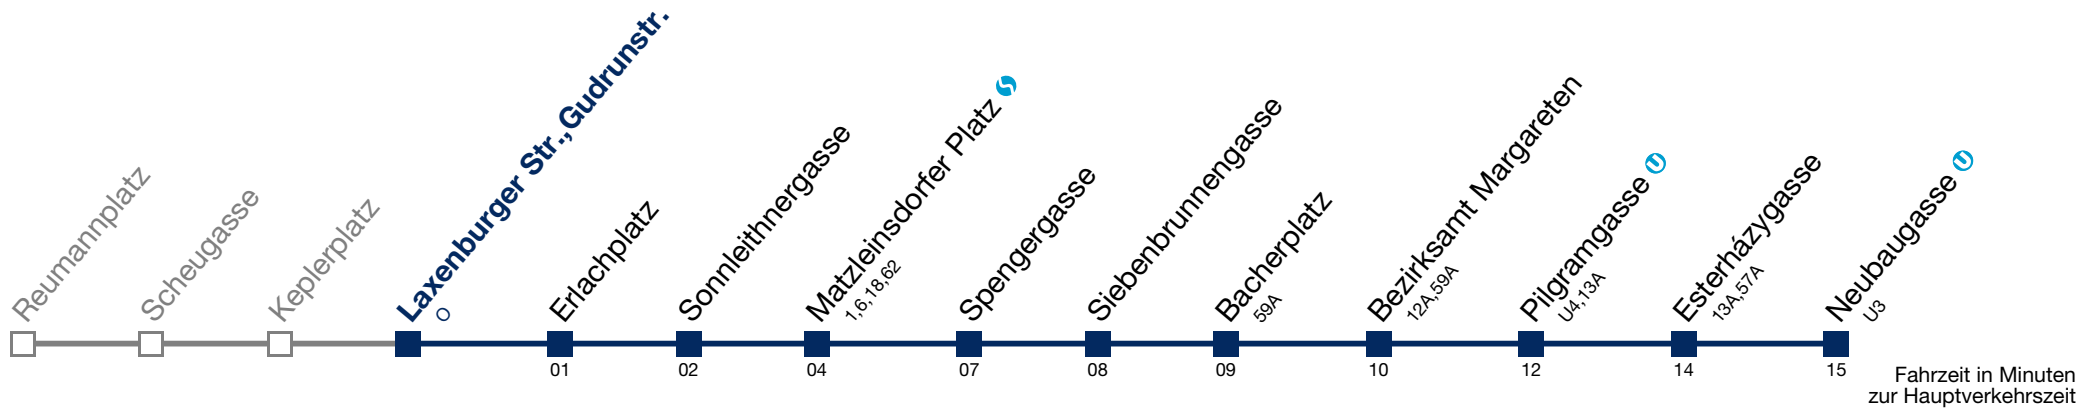 Reumannplatz
Scheugasse
Keplerplatz
Laxenburger Str.,Gudrunstr.
O
Erlachplatz
01
Sonnleithnergasse
02
Matzleinsdorfer Platz
1,6,18,62
04
Spengergasse
07
Siebenbrunnengasse
08
Bacherplatz
59A
09
Bezirksamt Margareten
12A,59A
10
Pilgramgasse U
U4,13A
12
Esterházygasse
13A,57A
14
Neubaugasse U
U3
15
Fahrzeit in Minuten
zur Hauptverkehrszeit